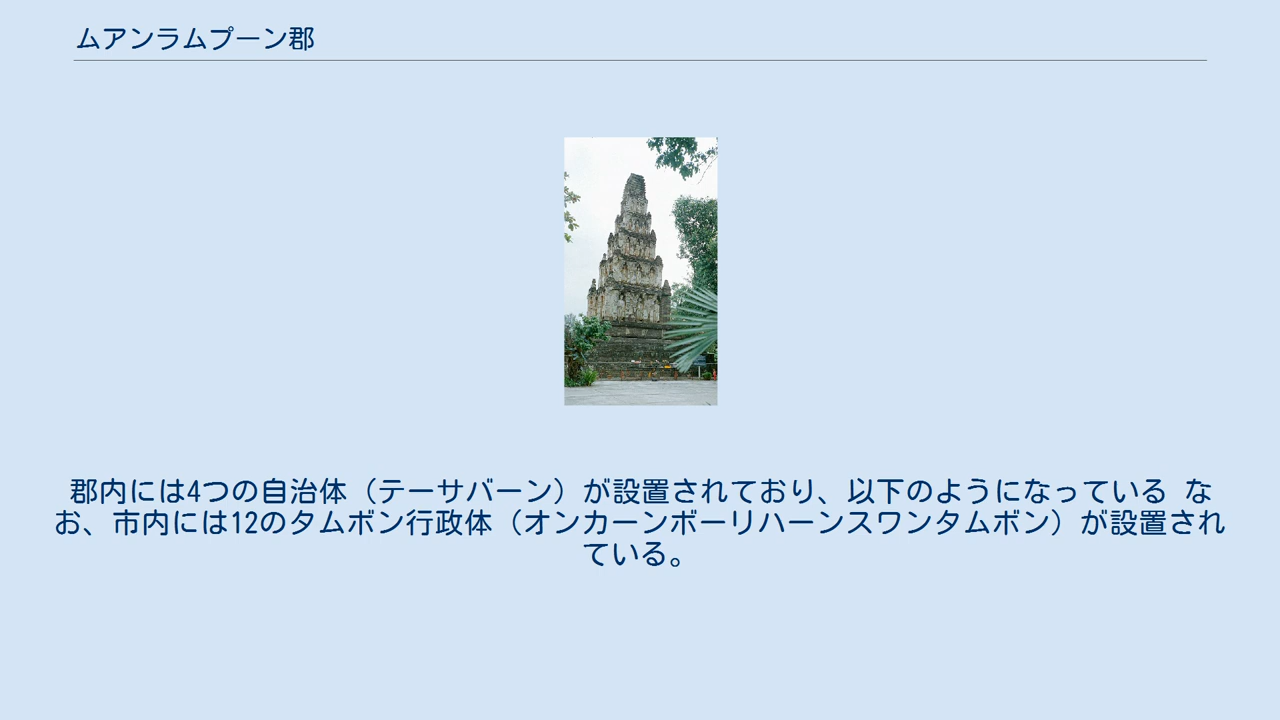 ムアンラムプーン郡
郡内には4つの自治体（テーサバーン）が設置されており、以下のようになっている な
お、市内には12のタムボン行政体（オンカーンボーリハーンスワンタムボン）が設置され
ている。